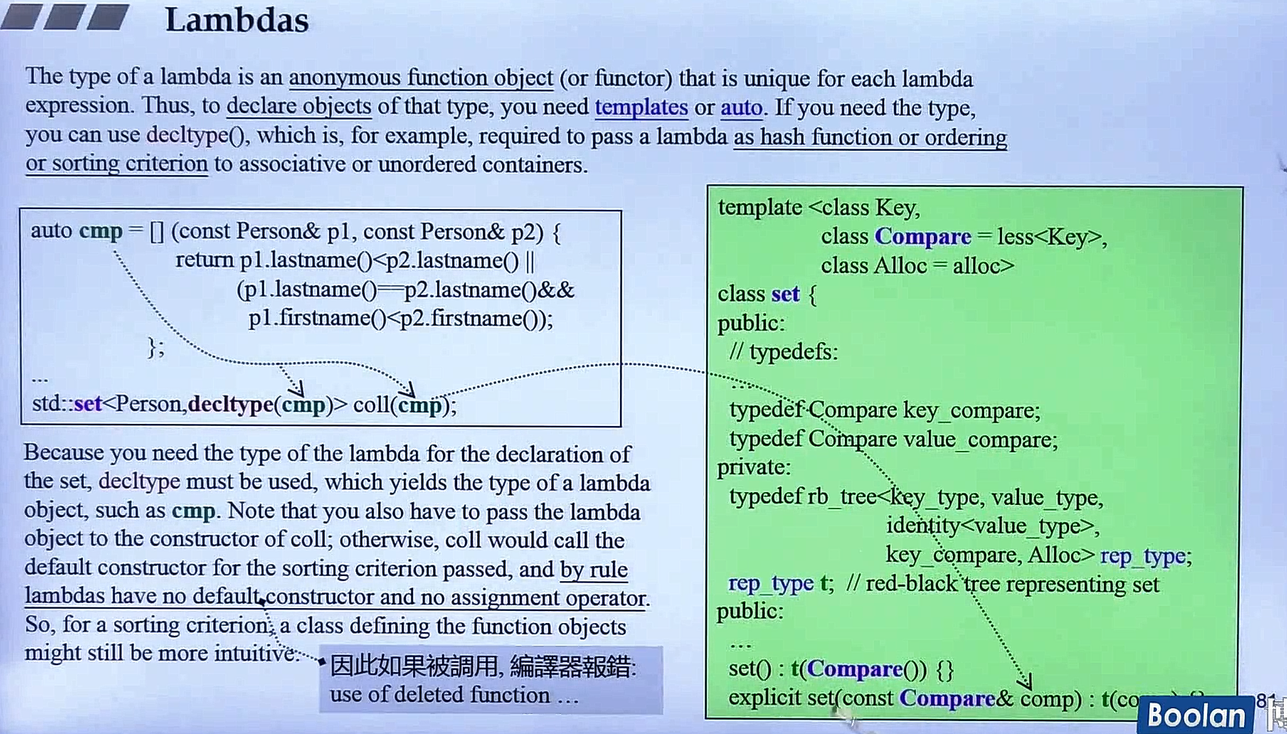 Lambdas
The type of a lambda is an anonymous function object (or functor) that is unique for each lambda
expression. Thus, to declare objects of that type, you need templates or auto. If you need the type,
you can use decltype(), which is, for example, required to pass a lambda as hash function or ordering
or sorting criterion to associative or unordered containers.
auto cmp = [] (const Person& p1, const Person& p2) {
return p1.lastname()<p2.lastname() ||
(p1.lastname()==p2.lastname()&&
p1.firstname()<p2.firstname());
};
...
std::set<Person,decltype(cmp)> coll(cmp);
Because you need the type of the lambda for the declaration of
the set, decltype must be used, which yields the type of a lambda
object, such as cmp. Note that you also have to pass the lambda
object to the constructor of coll; otherwise, coll would call the
default constructor for the sorting criterion passed, and by rule
lambdas have no default constructor and no assignment operator.
So, for a sorting criterion, a class defining the function objects
might still be more intuitive.
因此如果被調用, 編譯器報錯:
use of deleted function ...
template <class Key,
class Compare = less<Key>,
class Alloc = alloc>
class set {
public:
// typedefs:
...
typedef Compare key_compare;
typedef Compare value_compare;
private:
typedef rb_tree<key_type, value_type,
identity<value_type>,
key_compare, Alloc> rep_type;
rep_type t; // red-black tree representing set
public:
...
set() : t(Compare()) {}
explicit set(const Compare& comp) : t(co
81
Boolan